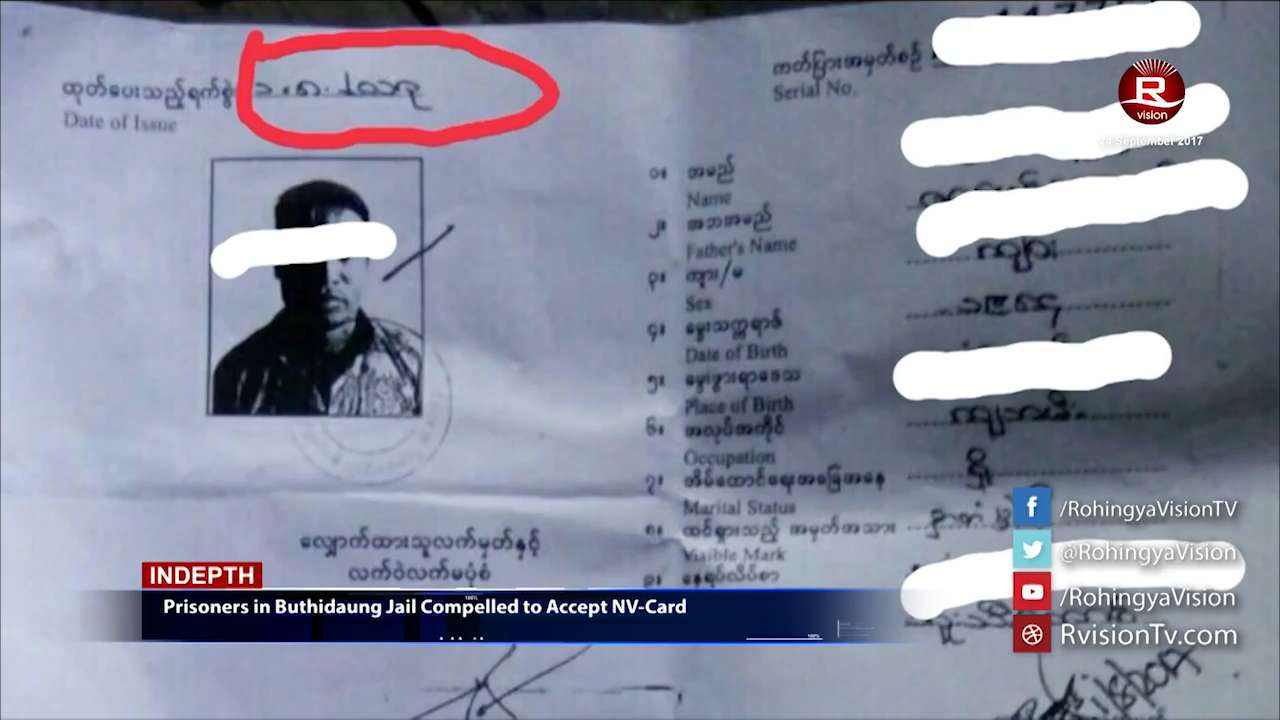 ထုတ်ပေးသည့်ရက်စွဲ
Date of Issue
ကတ်ပြားအမှတ်စဉ်
Serial No.
R
vision
24 September 2017
၁။ အမည်
Name
၂။ အဘအမည်
Father's Name
ကျား
၃။ ကျား/မ
Sex
၄။ မွေးသက္ကရာဇ်
Date of Birth
၅။ မွေးဖွားရာဒေသ
Place of Birth
၆။ အလုပ်အကိုင်
Occupation
ရှိ
၇။ အိမ်ထောင်ရေးအခြေအနေ
Marital Status
၈။ ထင်ရှားသည့် အမှတ်အသား
Visible Mark
၉။ နေရပ်လိပ်စာ
လျှောက်ထားသူလက်မှတ်နှင့်
လက်ဝဲလက်မပုံစံ
INDEPTH
Prisoners in Buthidaung Jail Compelled to Accept NV-Card
/RohingyaVisionTV
@RohingyaVision
/RohingyaVision
RvisionTv.com